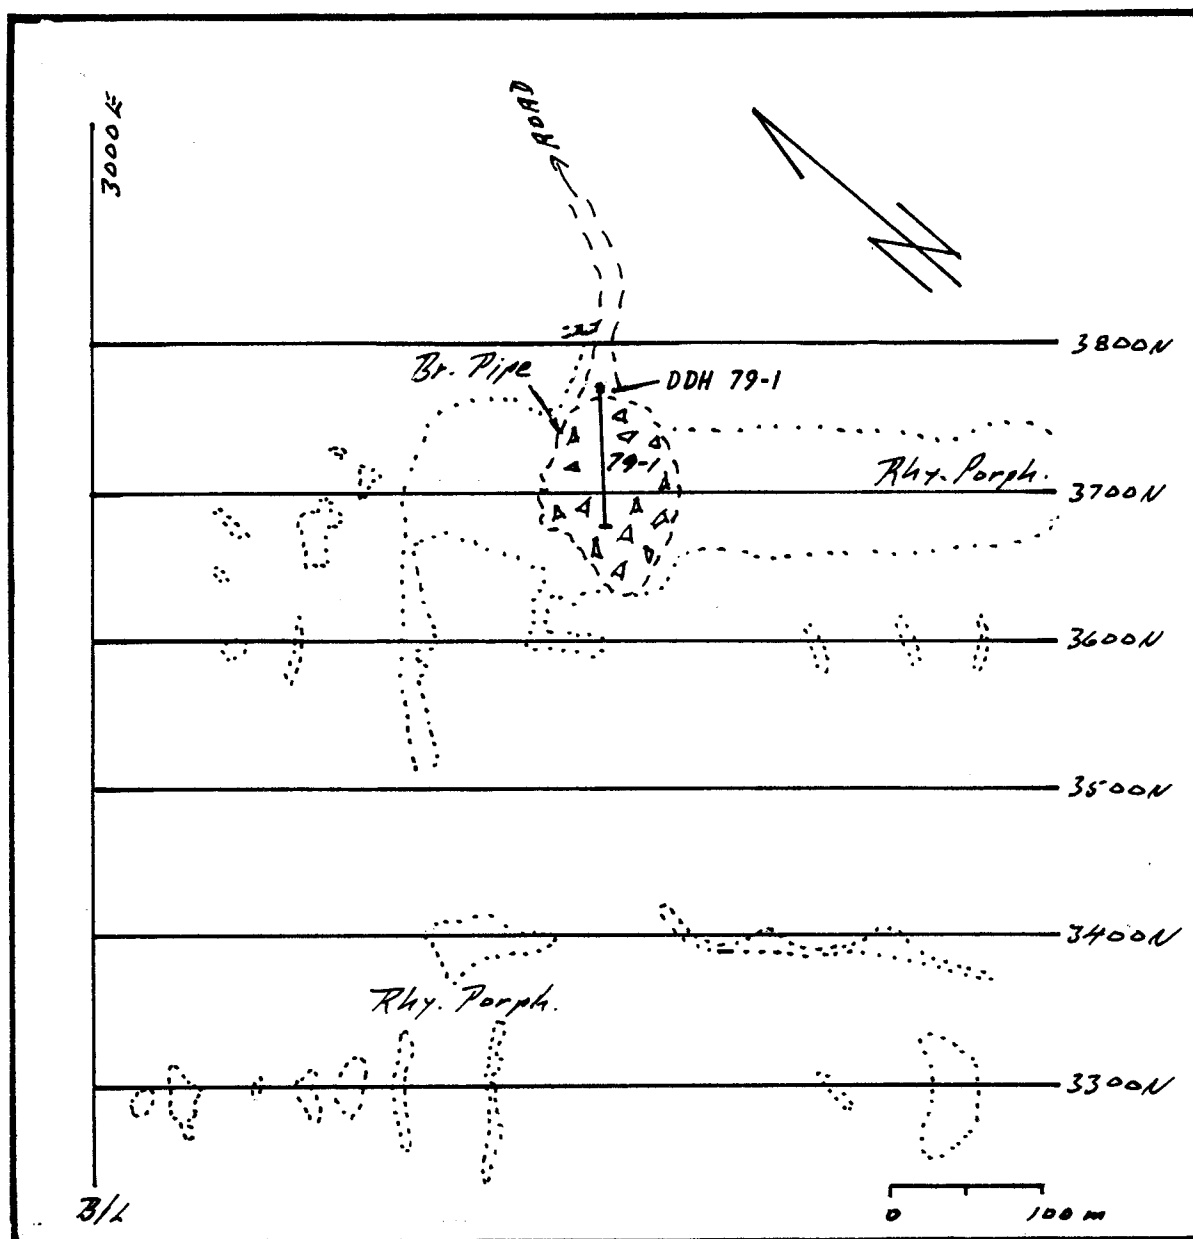 ROAD
3000E
N
3800N
Br. Pipe
DDH 79-1
79-1
Rhy. Porph.
3700N
3600N
3500N
3400N
Rhy. Porph.
3300N
B/L
0 100 m